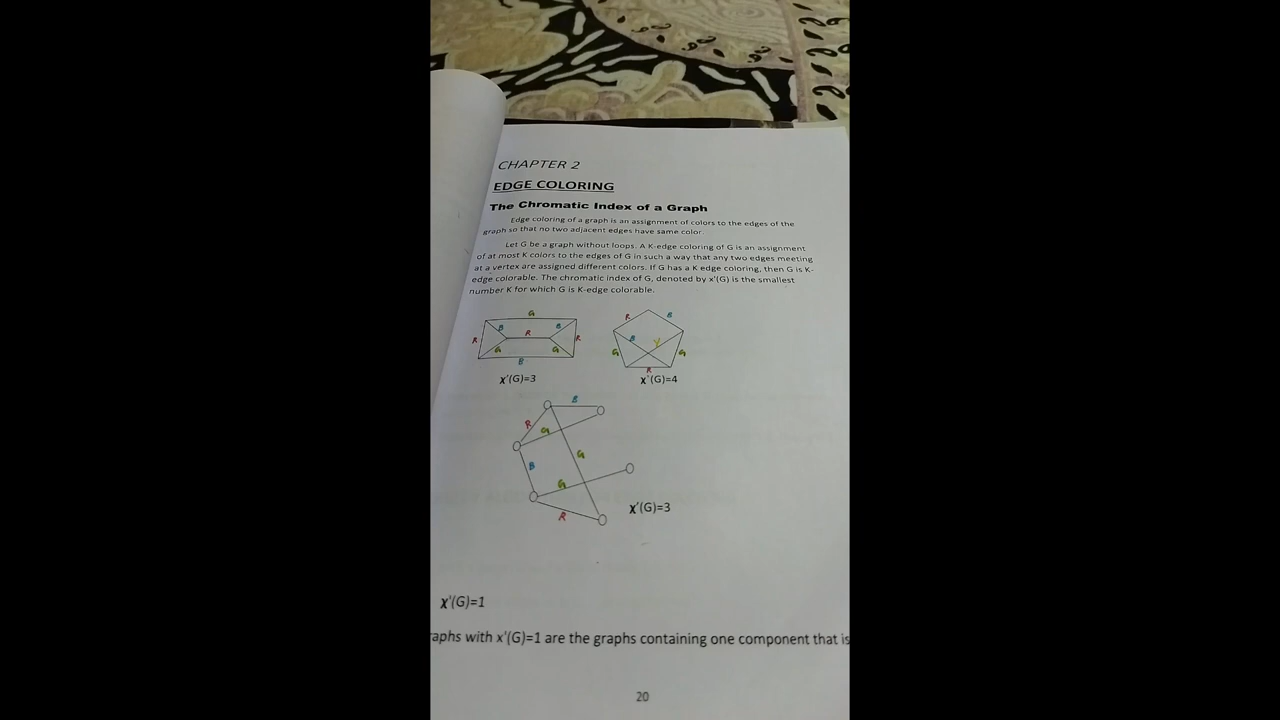 CHAPTER 2
EDGE COLORING
The Chromatic Index of a Graph
Edge coloring of a graph is an assignment of colors to the edges of the
graph so that no two adjacent edges have same color.
Let G be a graph without loops. A K-edge coloring of G is an assignment
of at most K colors to the edges of G in such a way that any two edges meeting
at a vertex are assigned different colors. If G has a K edge coloring, then G is K-
edge colorable. The chromatic index of G, denoted by x'(G) is the smallest
number K for which G is K-edge colorable.
G
B B
R R R
G G
B
χ'(G)=3
R B
B Y
G G
R
χ'(G)=4
B
R
G
G
B
G
R
χ'(G)=3
χ'(G)=1
raphs with x'(G)=1 are the graphs containing one component that is
20